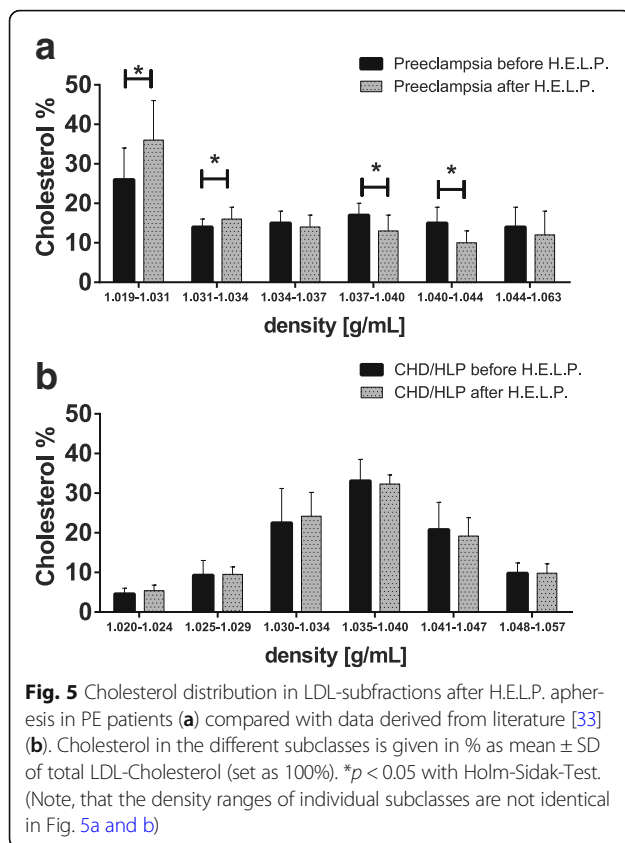 a
Preeclampsia before H.E.L.P.
Preeclampsia after H.E.L.P.
Cholesterol %
50
40
30
20
10
0
* * * *
1.019-1.031 1.031-1.034 1.034-1.037 1.037-1.040 1.040-1.044 1.044-1.063
density [g/mL]
b
CHD/HLP before H.E.L.P.
CHD/HLP after H.E.L.P.
Cholesterol %
50
40
30
20
10
0
1.020-1.024 1.025-1.029 1.030-1.034 1.035-1.040 1.041-1.047 1.048-1.057
density [g/mL]
Fig. 5 Cholesterol distribution in LDL-subfractions after H.E.L.P. apher-
esis in PE patients (a) compared with data derived from literature [33]
(b). Cholesterol in the different subclasses is given in % as mean ± SD
of total LDL-Cholesterol (set as 100%). *p < 0.05 with Holm-Sidak-Test.
(Note, that the density ranges of individual subclasses are not identical
in Fig. 5a and b)